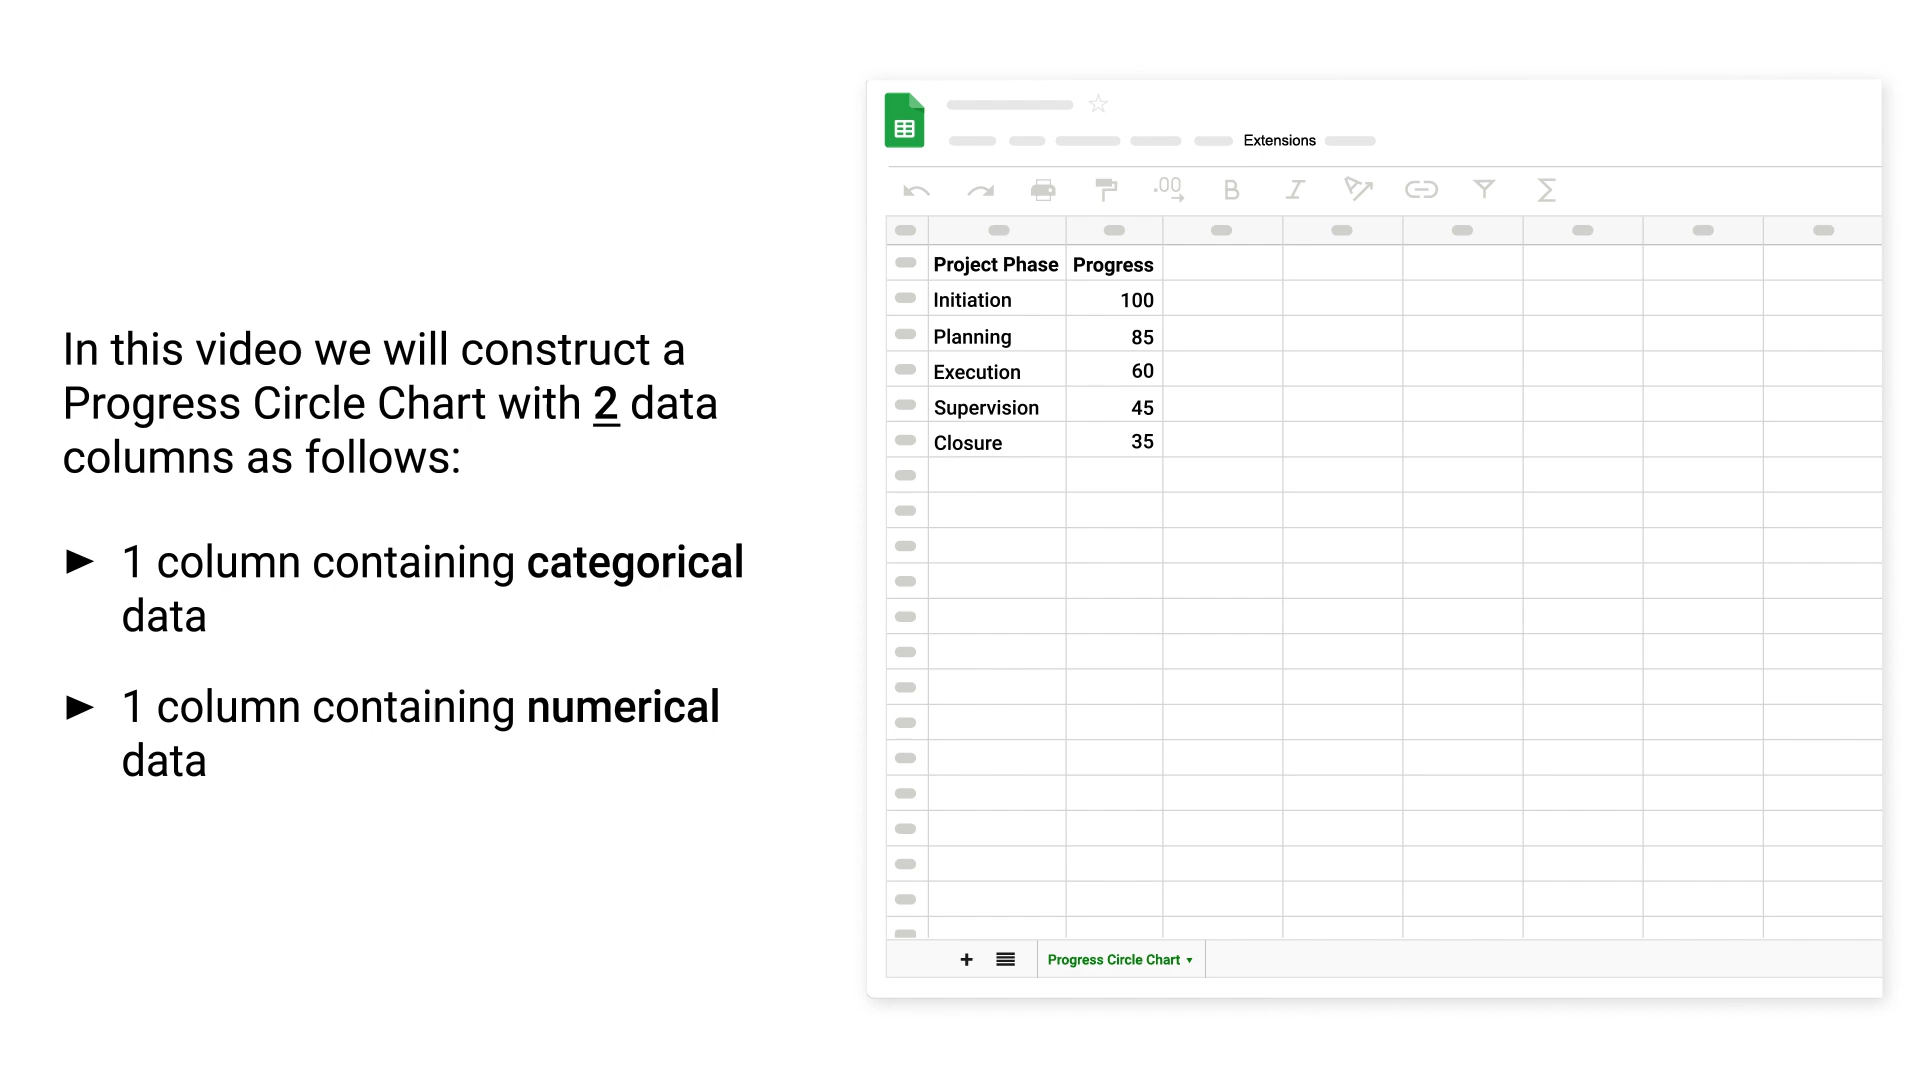 In this video we will construct a
Progress Circle Chart with 2 data
columns as follows:
► 1 column containing categorical
data
► 1 column containing numerical
data
Extensions
.00
B
I
Project Phase Progress
Initiation 100
Planning 85
Execution 60
Supervision 45
Closure 35
+ Progress Circle Chart